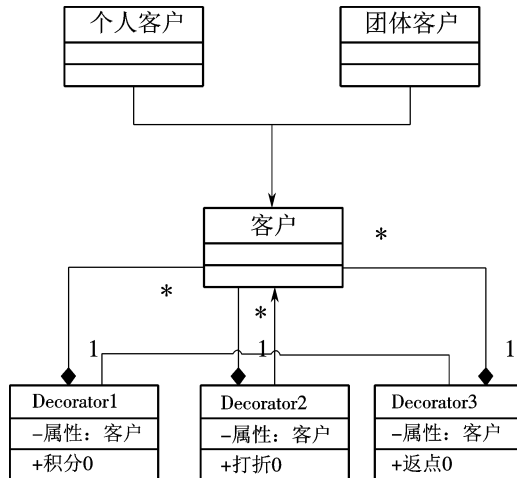 个人客户
团体客户
客户
*
*
*
1
1
1
Decorator1
-属性：客户
+积分0
Decorator2
-属性：客户
+打折0
Decorator3
-属性：客户
+返点0